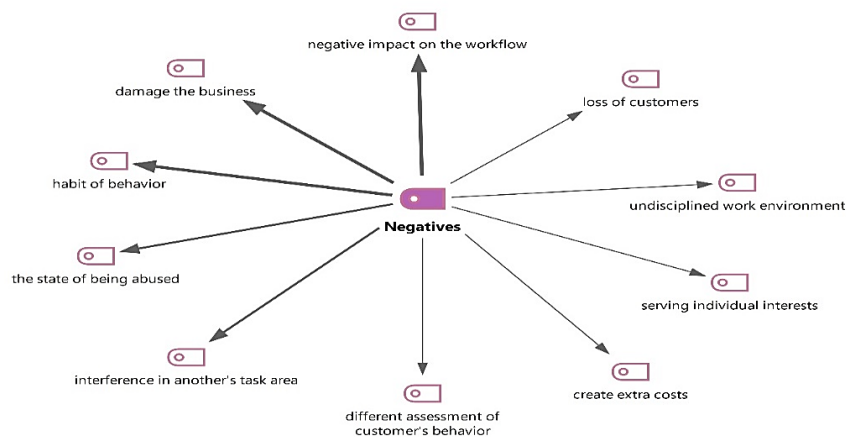 negative impact on the workflow
damage the business
loss of customers
habit of behavior
undisciplined work environment
Negatives
the state of being abused
serving individual interests
interference in another's task area
create extra costs
different assessment of
customer's behavior